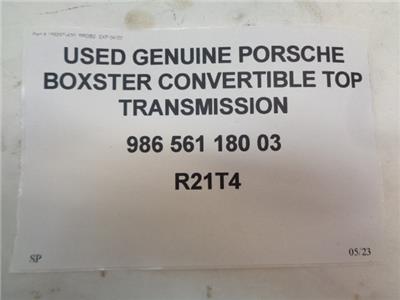 USED GENUINE PORSCHE
BOXSTER CONVERTIBLE TOP
TRANSMISSION
986 561 180 03
R21T4
SP
05/23